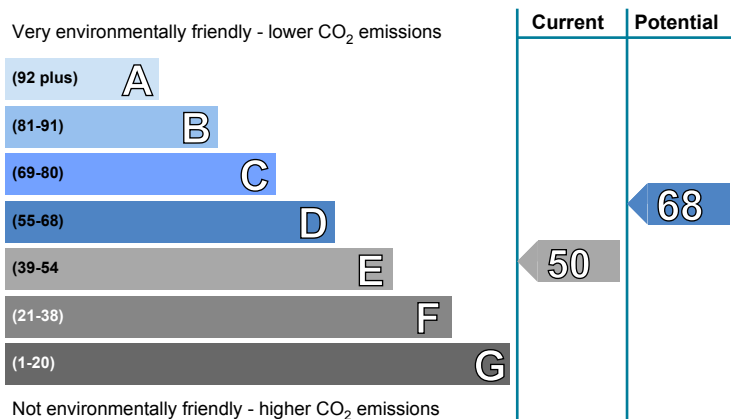 Very environmentally friendly - lower CO2 emissions
Current
Potential
(92 plus) A
(81-91) B
(69-80) C
(55-68) D
68
(39-54 E
50
(21-38) F
(1-20) G
Not environmentally friendly - higher CO2 emissions